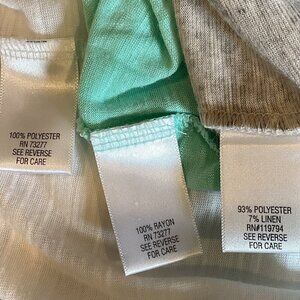 100% POLYESTER
RN 73277
SEE REVERSE
FOR CARE
100% RAYON
RN 73277
SEE REVERSE
FOR CARE
93% POLYESTER
7% LINEN
RN#119794
SEE REVERSE
FOR CARE